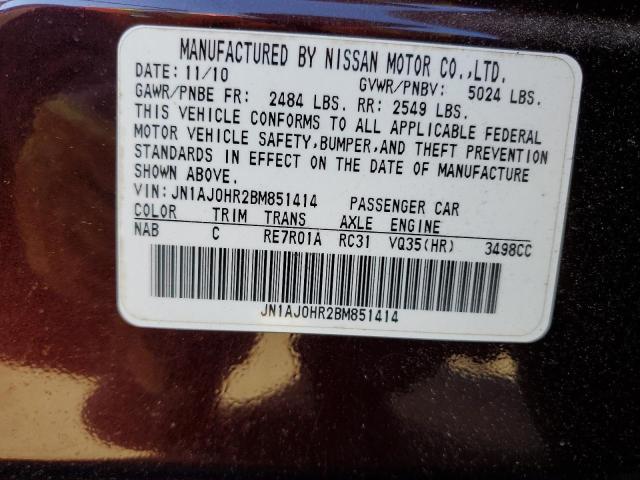 MANUFACTURED BY NISSAN MOTOR CO.,LTD.
DATE: 11/10 GVWR/PNBV: 5024 LBS.
GAWR/PNBE FR: 2484 LBS. RR: 2549 LBS.
THIS VEHICLE CONFORMS TO ALL APPLICABLE FEDERAL
MOTOR VEHICLE SAFETY,BUMPER,AND THEFT PREVENTION
STANDARDS IN EFFECT ON THE DATE OF MANUFACTURE
SHOWN ABOVE.
VIN:JN1AJ0HR2BM851414 PASSENGER CAR
COLOR TRIM TRANS AXLE ENGINE
NAB C RE7R01A RC31 VQ35(HR) 3498CC
JN1AJ0HR2BM851414